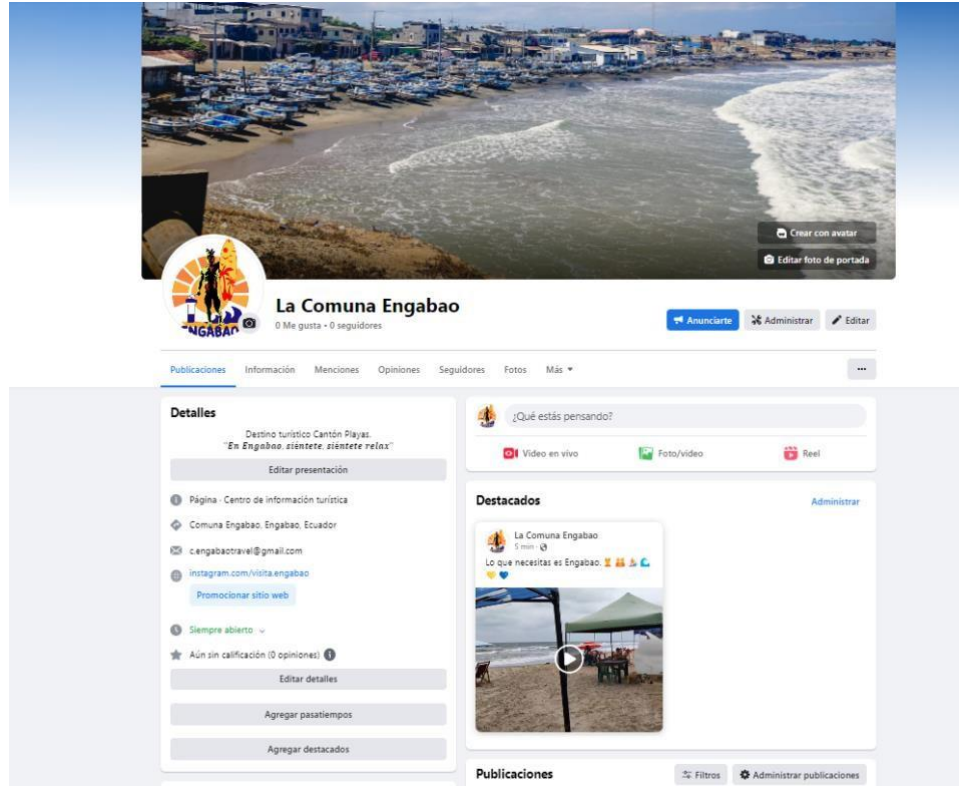 Crear con avatar
Editar foto de portada
ENGABAO
La Comuna Engabao
0 Me gusta • 0 seguidores
Anunciarte
Administrar
Editar
Publicaciones
Información
Menciones
Opiniones
Seguidores
Fotos
Más
Detalles
Destino turístico Cantón Playas.
"En Engabao, siéntete, siéntete relax"
Editar presentación
Página · Centro de información turística
Comuna Engabao, Engabao, Ecuador
c.engabaotravel@gmail.com
instagram.com/visita.engabao
Promocionar sitio web
Siempre abierto
Aún sin calificación (0 opiniones)
Editar detalles
Agregar pasatiempos
Agregar destacados
¿Qué estás pensando?
Video en vivo
Foto/video
Reel
Destacados
Administrar
La Comuna Engabao
5 min ·
Lo que necesitas es Engabao.
Publicaciones
Filtros
Administrar publicaciones